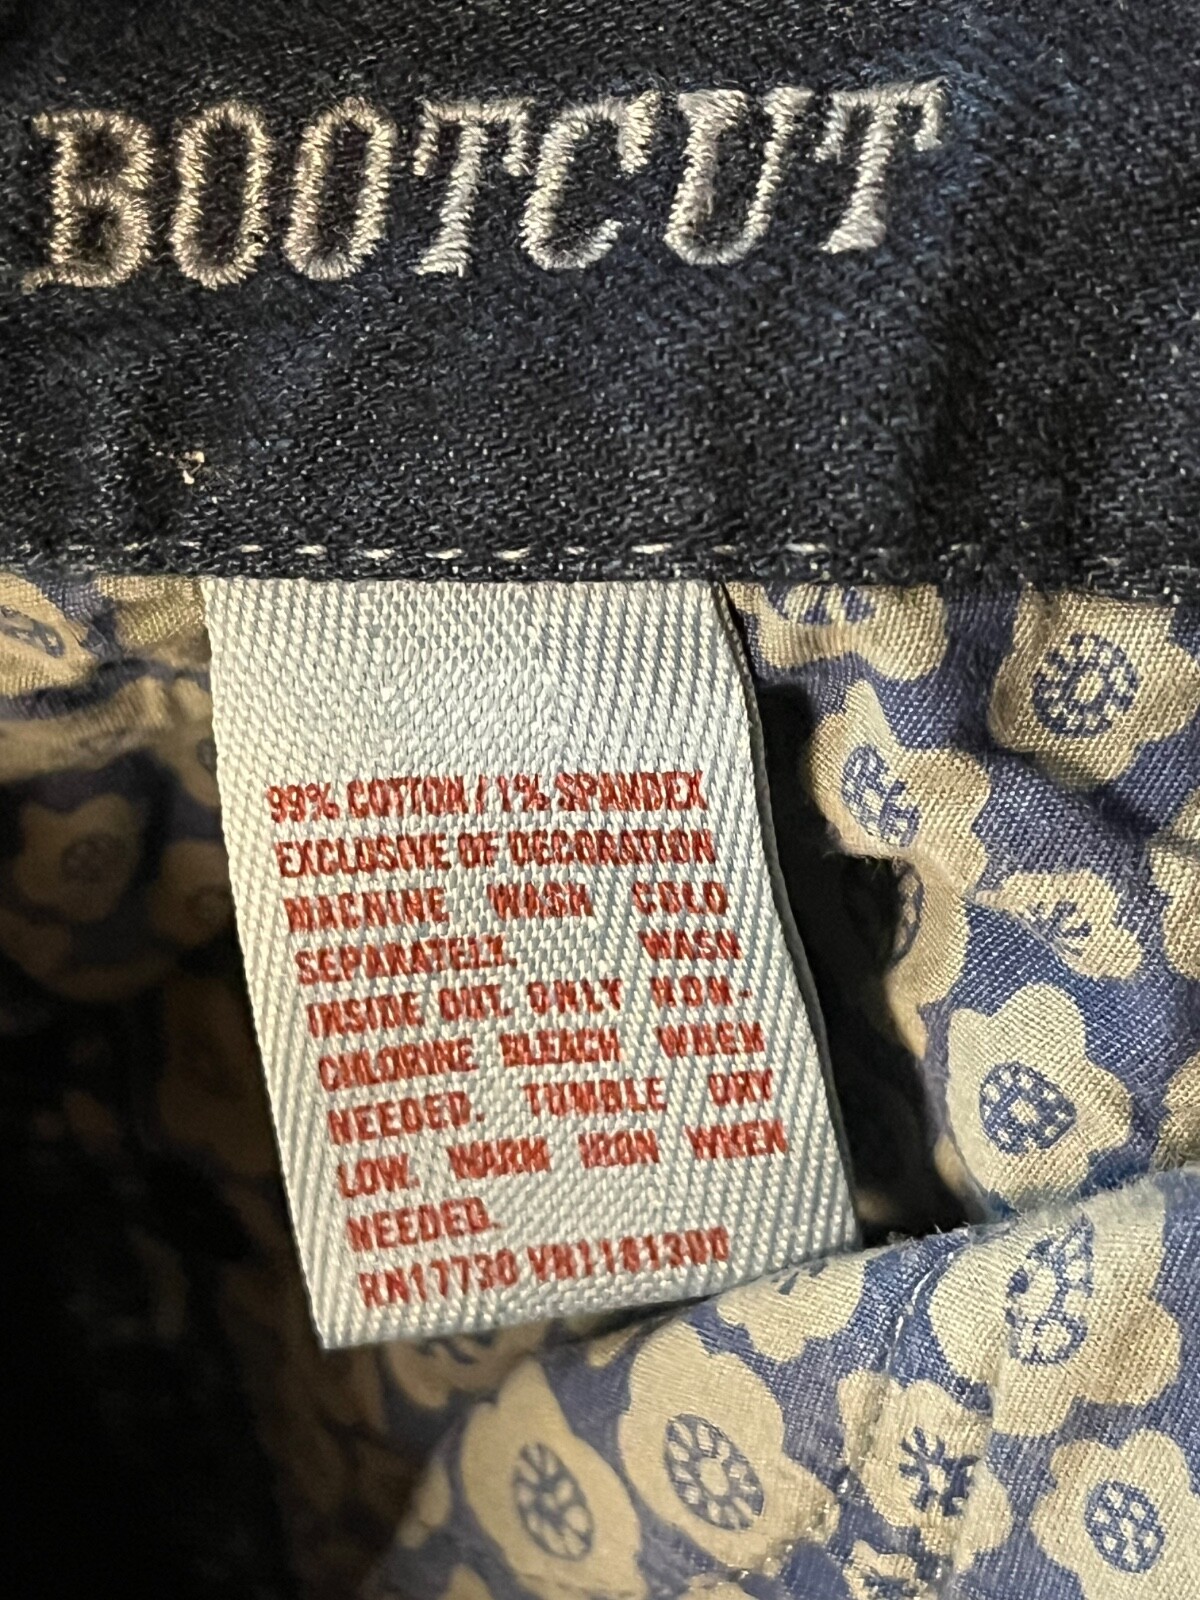 BOOTCUT
99% COTTON / 1% SPANDEX
EXCLUSIVE OF DECORATION
MACHINE WASH COLD
SEPARATELY. WASH
INSIDE OUT. ONLY NON-
CHLORINE BLEACH WHEN
NEEDED. TUMBLE DRY
LOW. WARM IRON WHEN
NEEDED.
RN17730